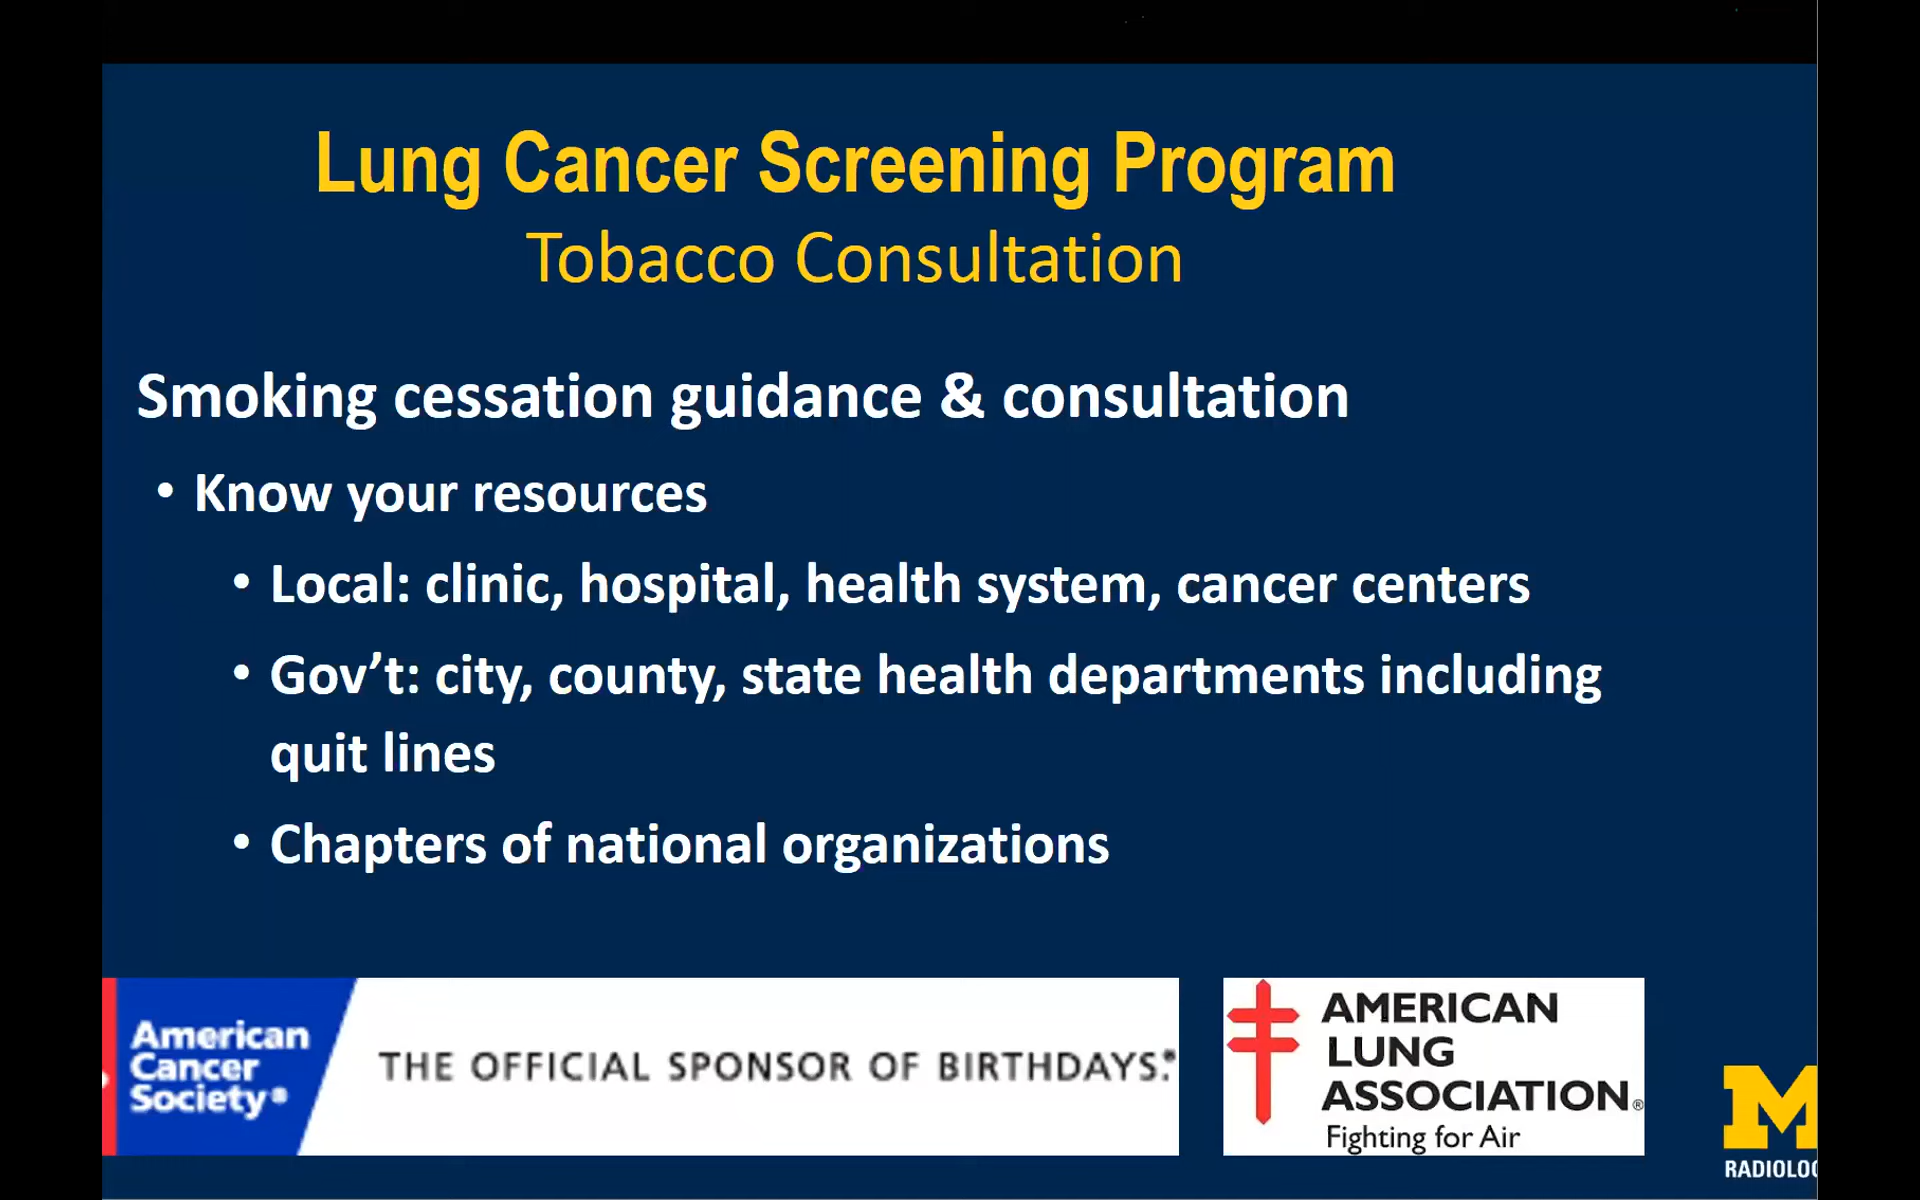 Lung Cancer Screening Program
Tobacco Consultation
Smoking cessation guidance & consultation
• Know your resources
• Local: clinic, hospital, health system, cancer centers
• Gov’t: city, county, state health departments including
quit lines
• Chapters of national organizations
American
Cancer
Society®
THE OFFICIAL SPONSOR OF BIRTHDAYS.®
AMERICAN
LUNG
ASSOCIATION®
Fighting for Air
M
RADIOLOG